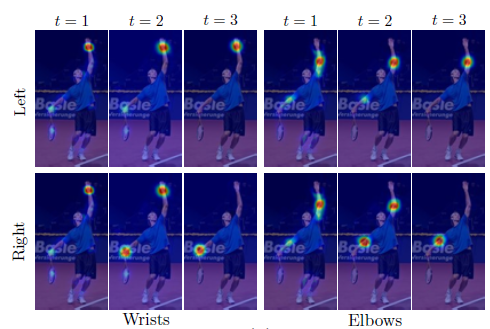 t = 1 t = 2 t = 3 t = 1 t = 2 t = 3
Left
Basle Basle Basle Basle Basle Basle
Right
Basle Basle Basle Basle Basle Basle
Wrists Elbows